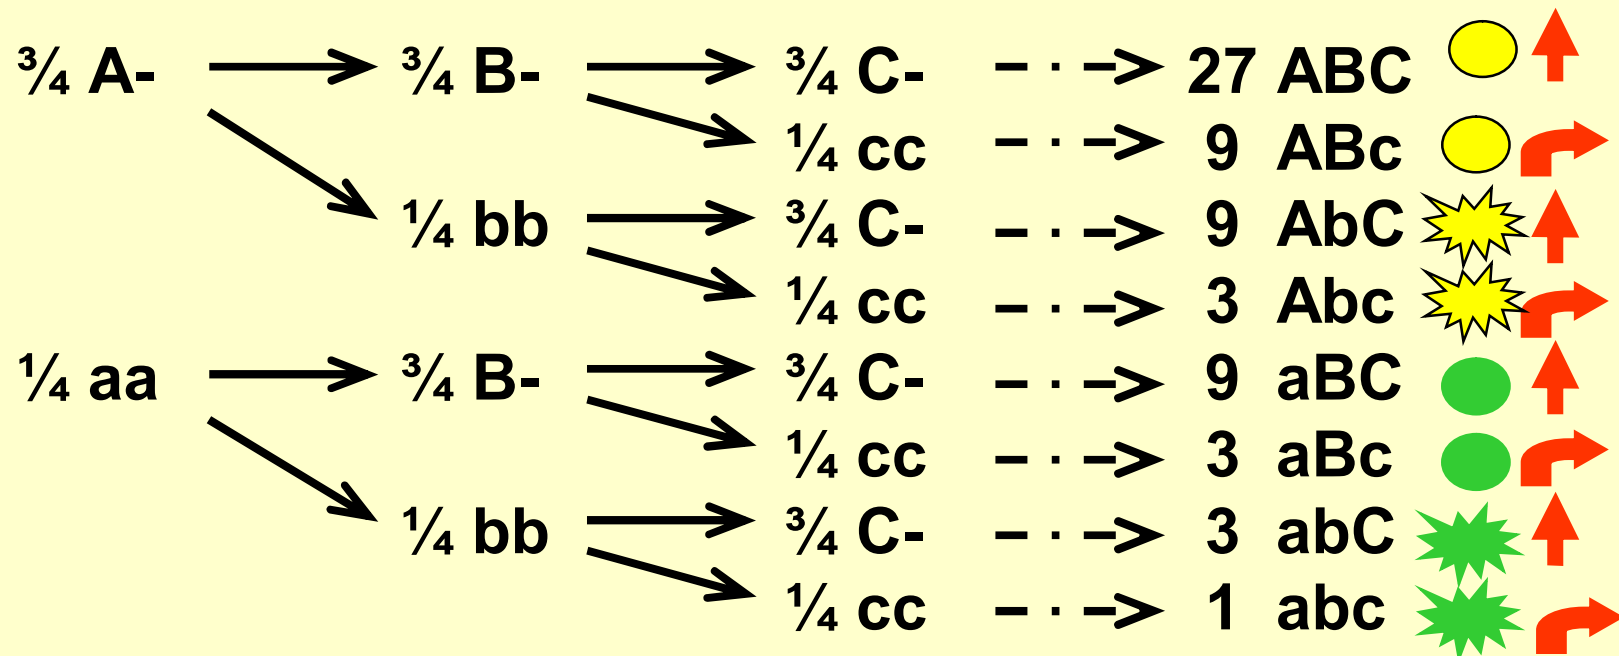 ¾ A- ¾ B- ¾ C- 27 ABC
¼ cc 9 ABc
¼ bb ¾ C- 9 AbC
¼ cc 3 Abc
¼ aa ¾ B- ¾ C- 9 aBC
¼ cc 3 aBc
¼ bb ¾ C- 3 abC
¼ cc 1 abc